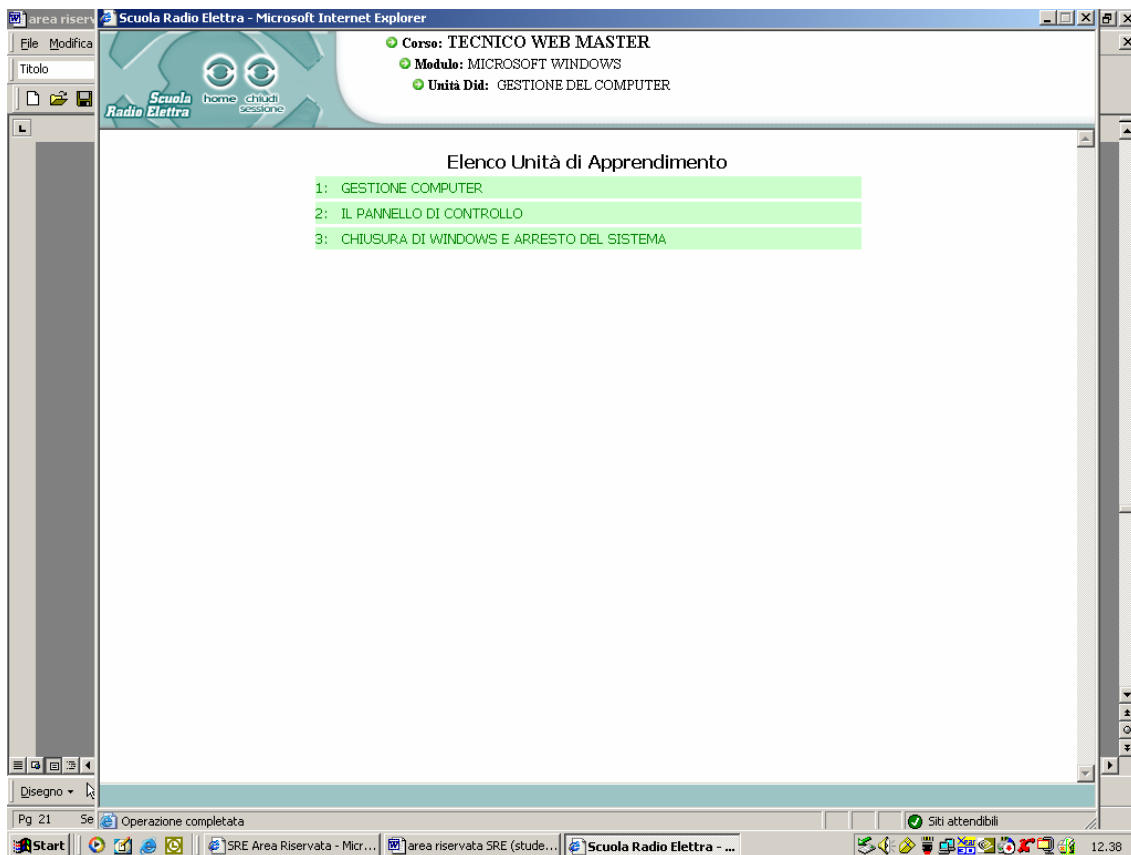 area riserv
Scuola Radio Elettra - Microsoft Internet Explorer
File Modifica
Titolo
Scuola
Radio Elettra
home
chiudi
sessione
Corso: TECNICO WEB MASTER
Modulo: MICROSOFT WINDOWS
Unità Did: GESTIONE DEL COMPUTER
Elenco Unità di Apprendimento
1: GESTIONE COMPUTER
2: IL PANNELLO DI CONTROLLO
3: CHIUSURA DI WINDOWS E ARRESTO DEL SISTEMA
Disegno
Pg 21 Se
Operazione completata
Siti attendibili
Start
SRE Area Riservata - Micr...
area riservata SRE (stude...
Scuola Radio Elettra - ...
12.38